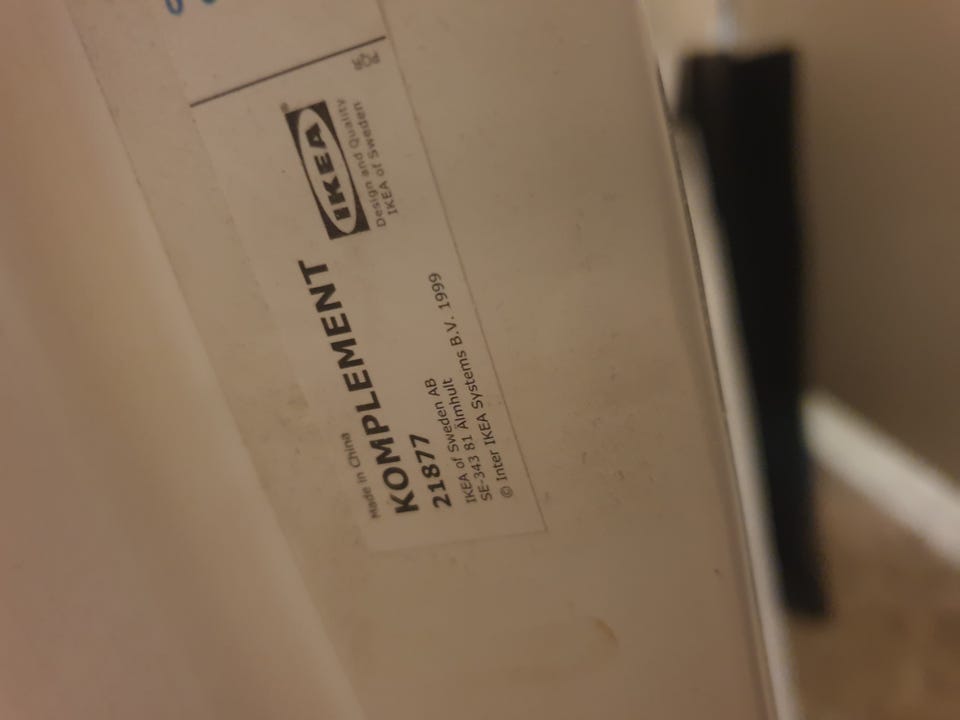 Made in China
KOMPLEMENT
21877
IKEA of Sweden AB
SE-343 81 Älmhult
© Inter IKEA Systems B.V. 1999
IKEA®
Design and Quality
IKEA of Sweden